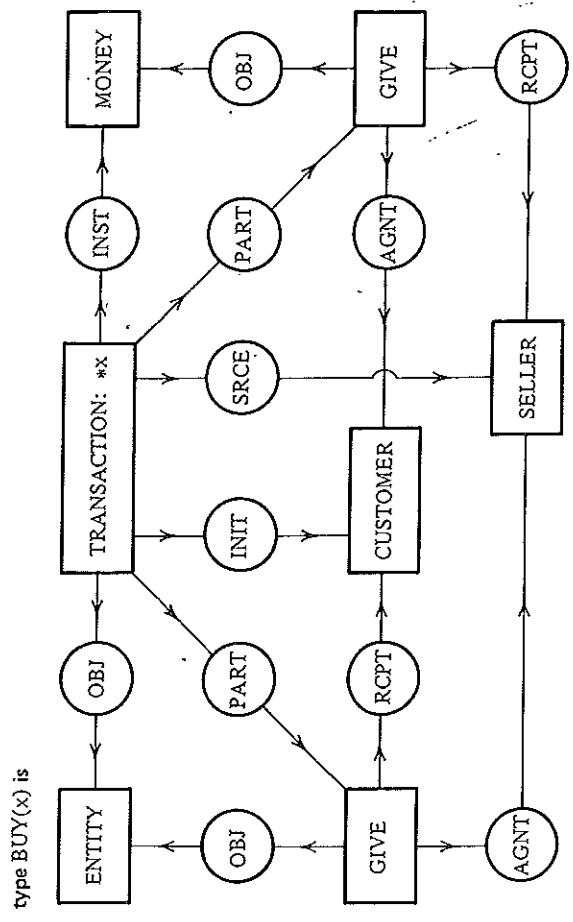 type BUY(x) is
ENTITY
OBJ
TRANSACTION: *x
INST
MONEY
OBJ
PART
INIT
SRCE
PART
OBJ
GIVE
RCPT
CUSTOMER
AGNT
GIVE
AGNT
SELLER
RCPT